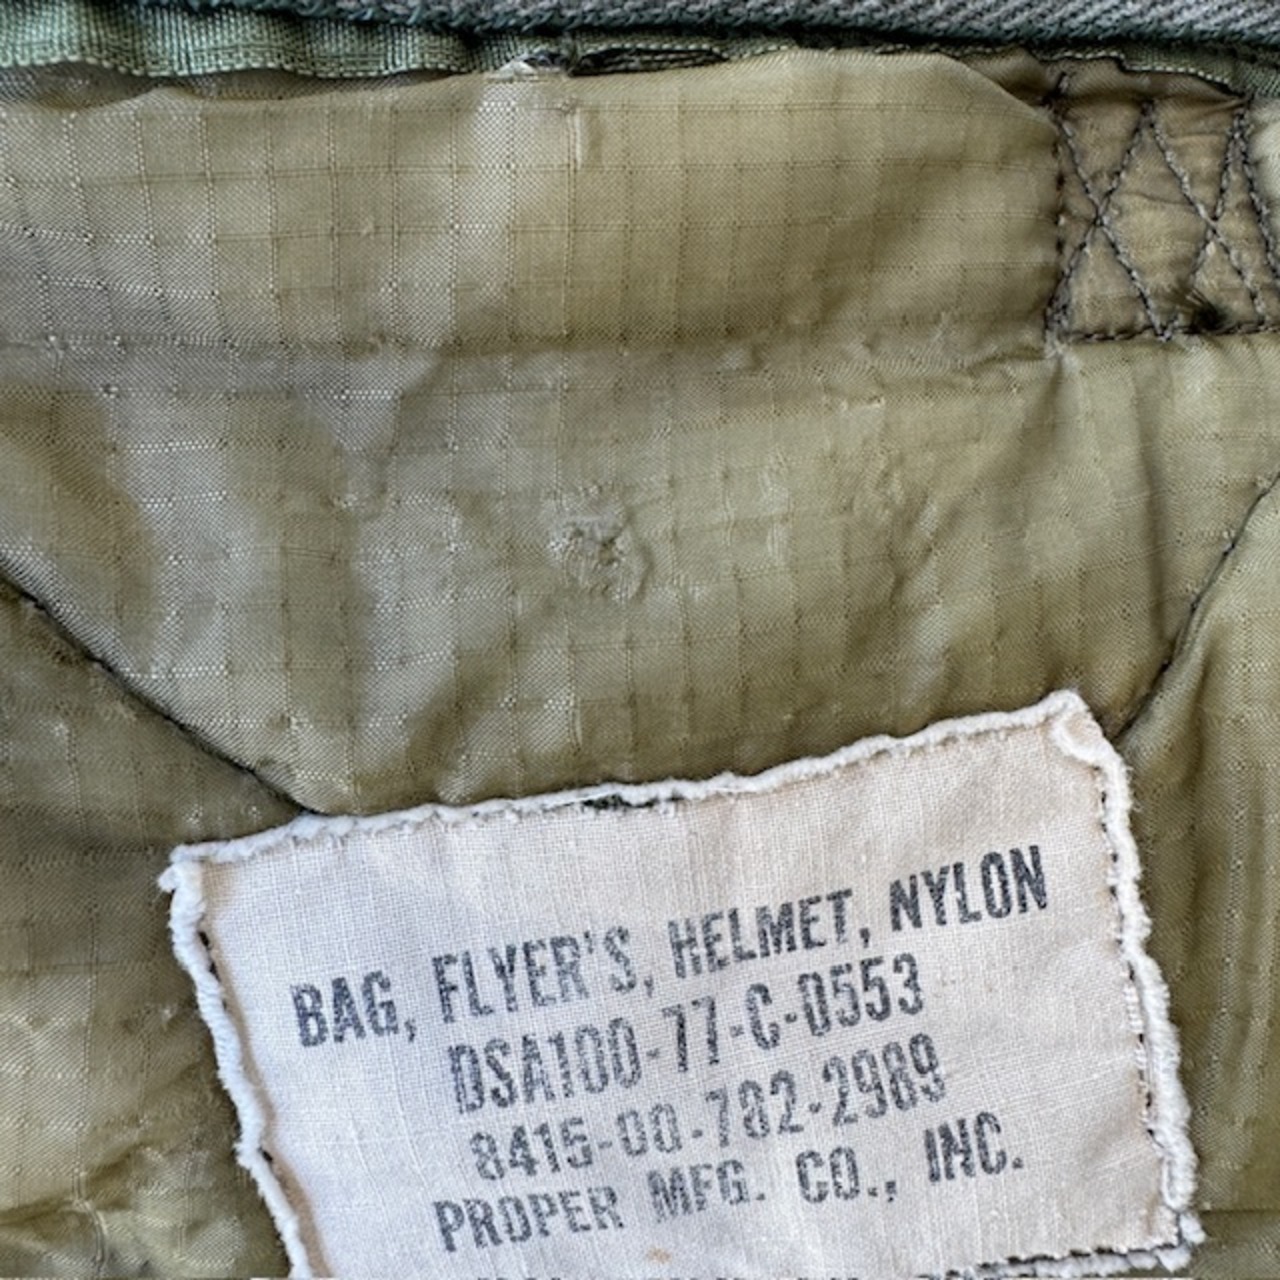 BAG, FLYER'S, HELMET, NYLON
DSA100-77-C-0553
8415-00-782-2989
PROPER MFG. CO., INC.